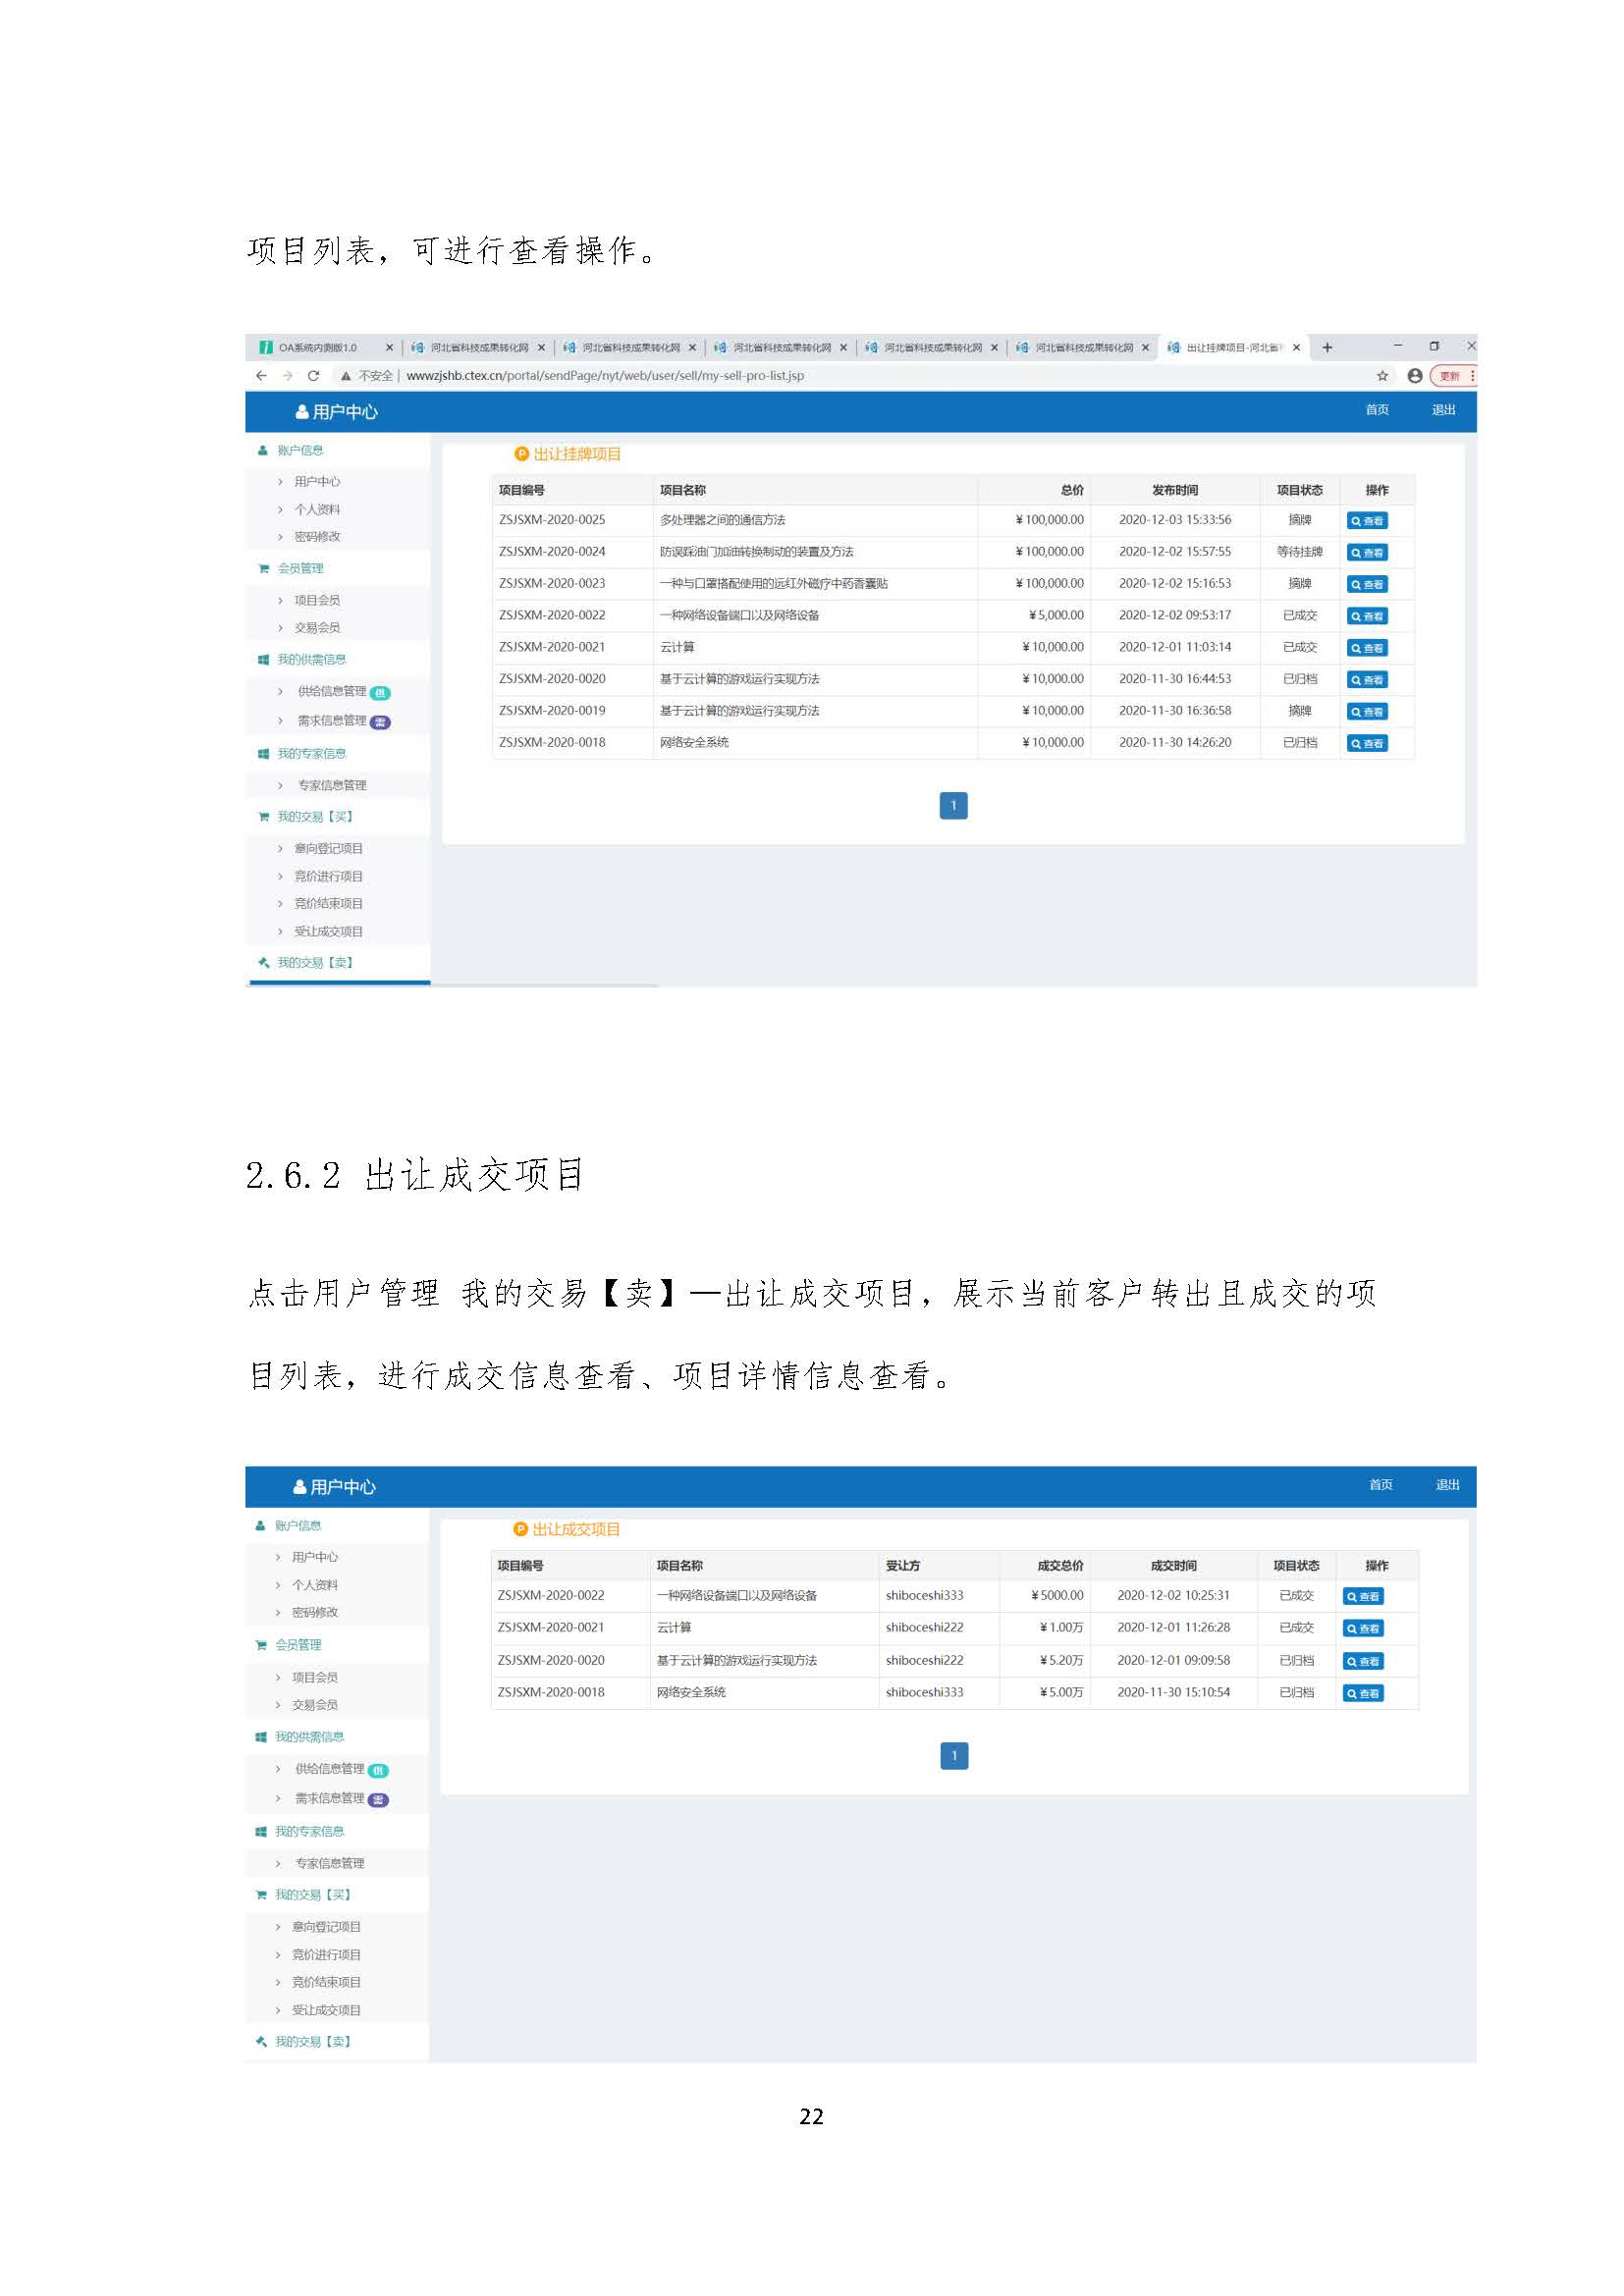 项目列表，可进行查看操作。
OA系统内测版1.0 河北省科技成果转化网 河北省科技成果转化网 河北省科技成果转化网 河北省科技成果转化网 河北省科技成果转化网 出让挂牌项目-河北省
不安全 | wwwzjshb.ctex.cn/portal/sendPage/nyt/web/user/sell/my-sell-pro-list.jsp 更新
用户中心 首页 退出
账户信息
用户中心
个人资料
密码修改
会员管理
项目会员
交易会员
我的供需信息
供给信息管理 供
需求信息管理 需
我的专家信息
专家信息管理
我的交易【买】
意向登记项目
竞价进行项目
竞价结束项目
受让成交项目
我的交易【卖】
出让挂牌项目
项目编号 项目名称 总价 发布时间 项目状态 操作
ZSJSXM-2020-0025 多处理器之间的通信方法 ¥100,000.00 2020-12-03 15:33:56 摘牌 查看
ZSJSXM-2020-0024 防误踩油门加油转换制动的装置及方法 ¥100,000.00 2020-12-02 15:57:55 等待挂牌 查看
ZSJSXM-2020-0023 一种与口罩搭配使用的远红外磁疗中药香囊贴 ¥100,000.00 2020-12-02 15:16:53 摘牌 查看
ZSJSXM-2020-0022 一种网络设备端口以及网络设备 ¥5,000.00 2020-12-02 09:53:17 已成交 查看
ZSJSXM-2020-0021 云计算 ¥10,000.00 2020-12-01 11:03:14 已成交 查看
ZSJSXM-2020-0020 基于云计算的游戏运行实现方法 ¥10,000.00 2020-11-30 16:44:53 已归档 查看
ZSJSXM-2020-0019 基于云计算的游戏运行实现方法 ¥10,000.00 2020-11-30 16:36:58 摘牌 查看
ZSJSXM-2020-0018 网络安全系统 ¥10,000.00 2020-11-30 14:26:20 已归档 查看
1
2.6.2 出让成交项目
点击用户管理 我的交易【卖】—出让成交项目，展示当前客户转出且成交的项
目列表，进行成交信息查看、项目详情信息查看。
用户中心 首页 退出
账户信息
用户中心
个人资料
密码修改
会员管理
项目会员
交易会员
我的供需信息
供给信息管理 供
需求信息管理 需
我的专家信息
专家信息管理
我的交易【买】
意向登记项目
竞价进行项目
竞价结束项目
受让成交项目
我的交易【卖】
出让成交项目
项目编号 项目名称 受让方 成交总价 成交时间 项目状态 操作
ZSJSXM-2020-0022 一种网络设备端口以及网络设备 shiboceshi333 ¥5000.00 2020-12-02 10:25:31 已成交 查看
ZSJSXM-2020-0021 云计算 shiboceshi222 ¥1.00万 2020-12-01 11:26:28 已成交 查看
ZSJSXM-2020-0020 基于云计算的游戏运行实现方法 shiboceshi222 ¥5.20万 2020-12-01 09:09:58 已归档 查看
ZSJSXM-2020-0018 网络安全系统 shiboceshi333 ¥5.00万 2020-11-30 15:10:54 已归档 查看
1
22